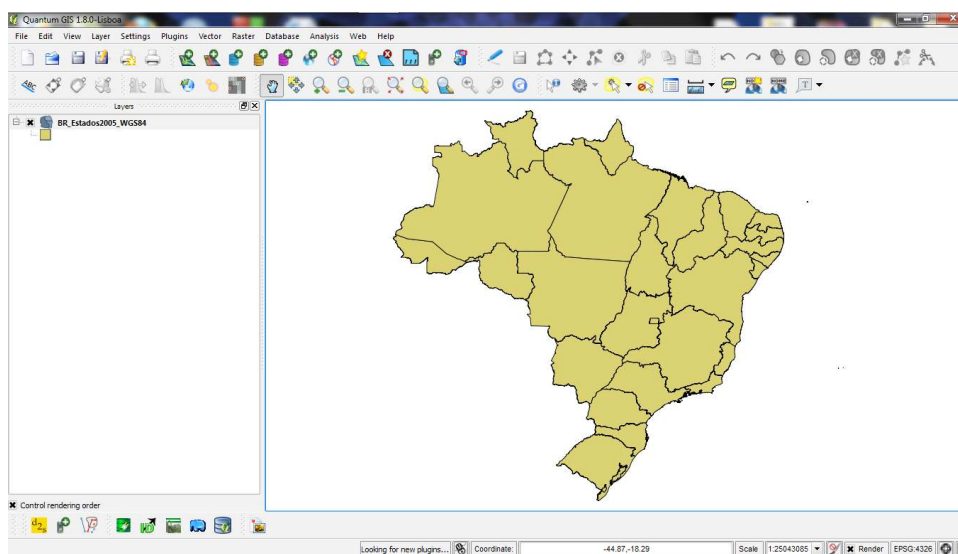 Quantum GIS 1.8.0-Lisboa
File Edit View Layer Settings Plugins Vector Raster Database Analysis Web Help
ABC
T
Layers
BR_Estados2005_WGS84
Control rendering order
Looking for new plugins... Coordinate: -44.87,-18.29 Scale 1:25043085 Render EPSG:4326